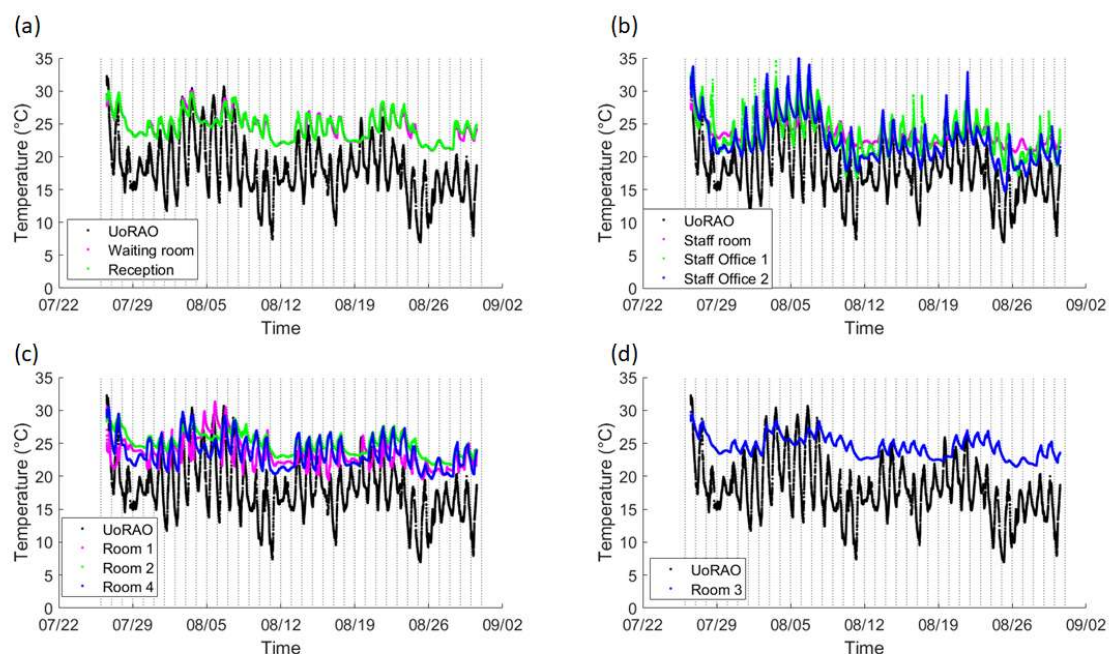 (a)
35
30
25
20
15
10
5
0
Temperature (°C)
UoRAO
Waiting room
Reception
07/22 07/29 08/05 08/12 08/19 08/26 09/02
Time
(b)
35
30
25
20
15
10
5
0
Temperature (°C)
UoRAO
Staff room
Staff Office 1
Staff Office 2
07/22 07/29 08/05 08/12 08/19 08/26 09/02
Time
(c)
35
30
25
20
15
10
5
0
Temperature (°C)
UoRAO
Room 1
Room 2
Room 4
07/22 07/29 08/05 08/12 08/19 08/26 09/02
Time
(d)
35
30
25
20
15
10
5
0
Temperature (°C)
UoRAO
Room 3
07/22 07/29 08/05 08/12 08/19 08/26 09/02
Time